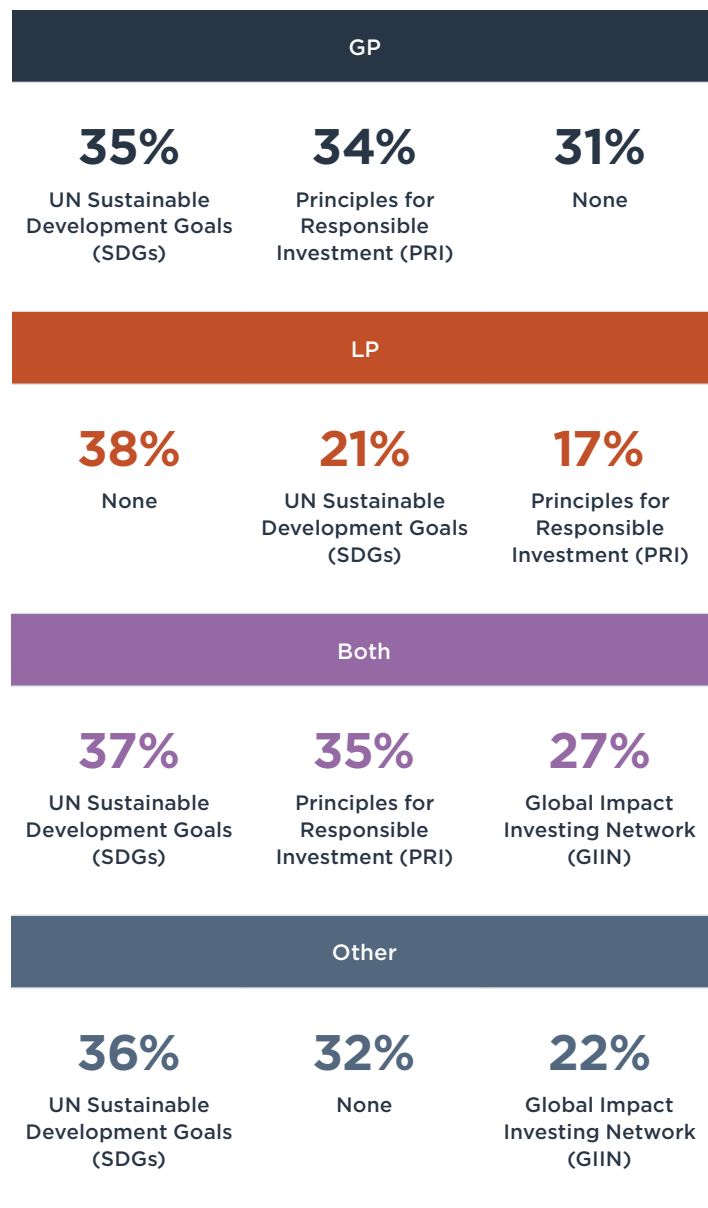 GP
35%
34%
31%
UN Sustainable
Development Goals
(SDGs)
Principles for
Responsible
Investment (PRI)
None
LP
38%
21%
17%
None
UN Sustainable
Development Goals
(SDGs)
Principles for
Responsible
Investment (PRI)
Both
37%
35%
27%
UN Sustainable
Development Goals
(SDGs)
Principles for
Responsible
Investment (PRI)
Global Impact
Investing Network
(GIIN)
Other
36%
32%
22%
UN Sustainable
Development Goals
(SDGs)
None
Global Impact
Investing Network
(GIIN)